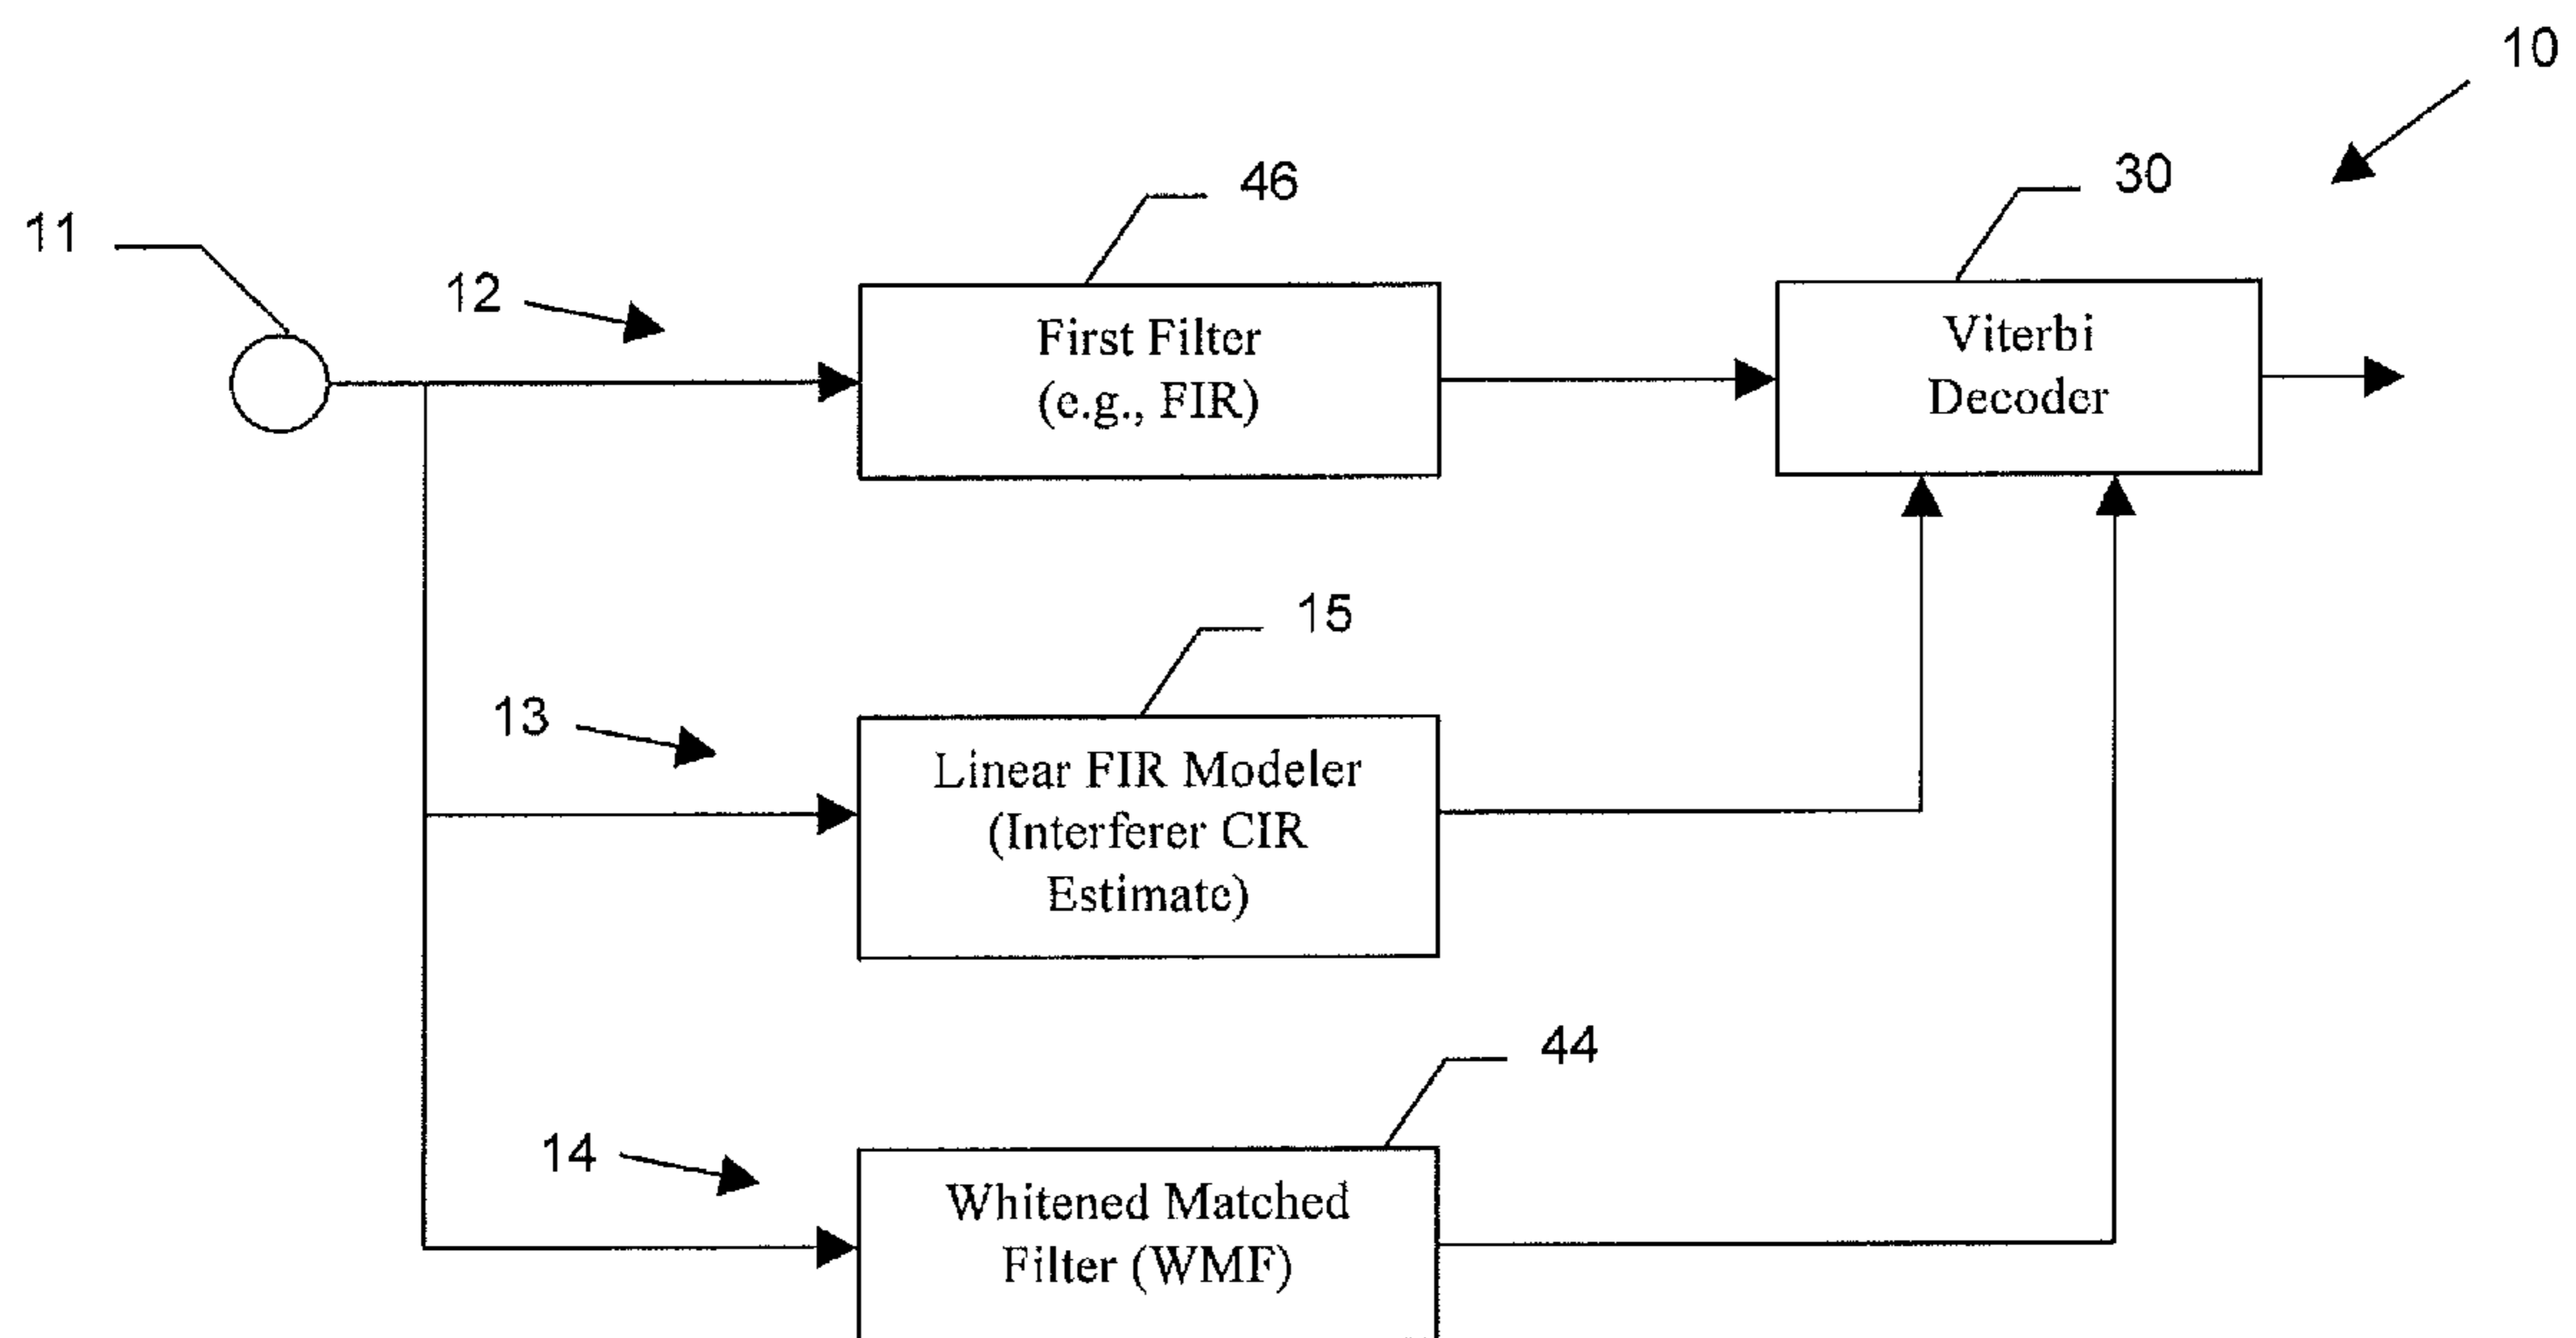 10
46
30
11
12
First Filter
(e.g., FIR)
Viterbi
Decoder
15
13
Linear FIR Modeler
(Interferer CIR
Estimate)
44
14
Whitened Matched
Filter (WMF)